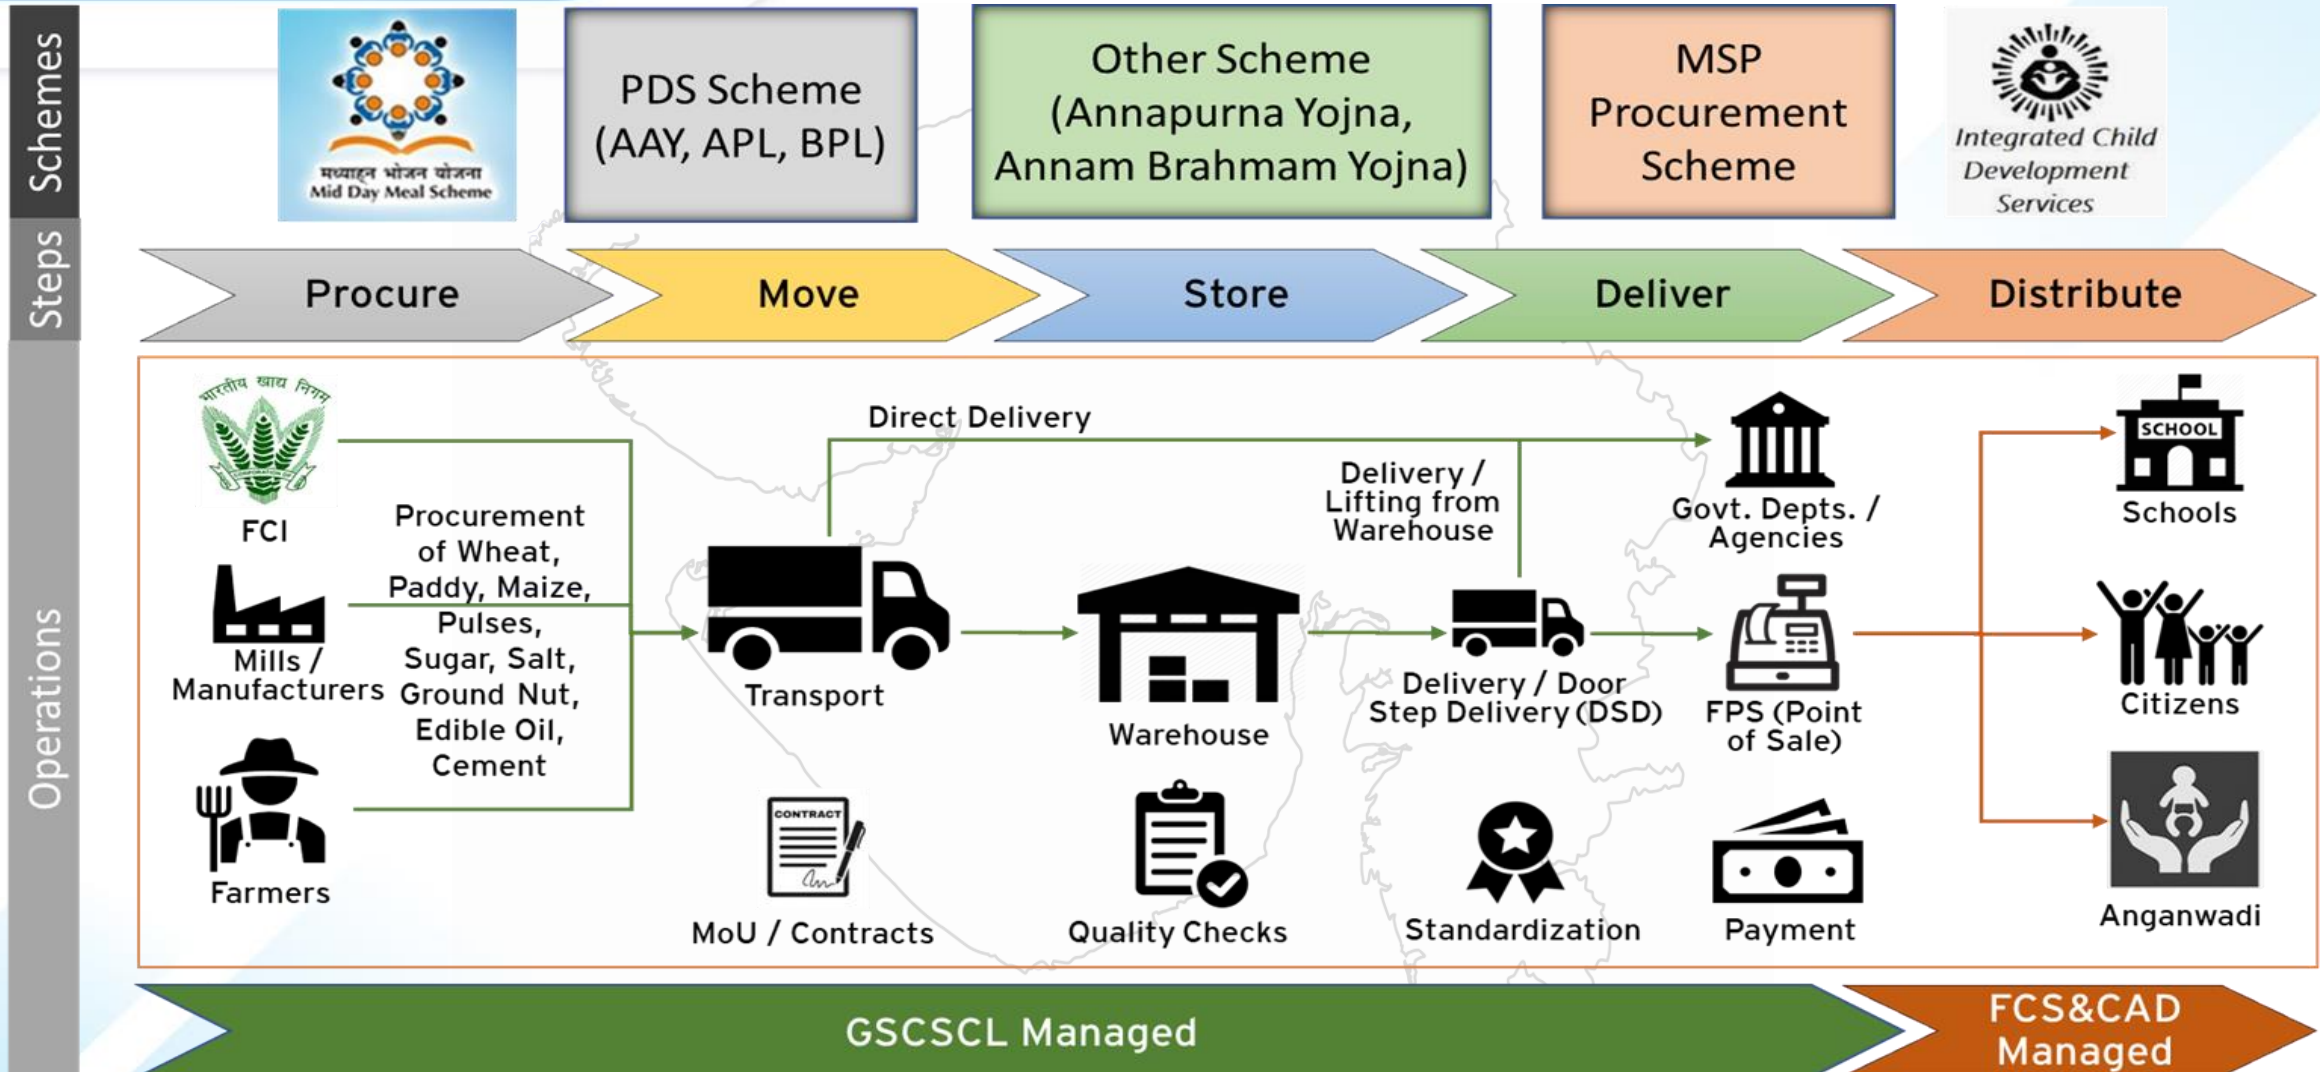 Schemes
मध्याह्न भोजन योजना
Mid Day Meal Scheme
PDS Scheme
(AAY, APL, BPL)
Other Scheme
(Annapurna Yojna,
Annam Brahmam Yojna)
MSP
Procurement
Scheme
Integrated Child
Development
Services
Steps
Procure
Move
Store
Deliver
Distribute
Operations
भारतीय खाद्य निगम
FCI
Mills /
Manufacturers
Farmers
Procurement
of Wheat,
Paddy, Maize,
Pulses,
Sugar, Salt,
Ground Nut,
Edible Oil,
Cement
Direct Delivery
Transport
Warehouse
Delivery /
Lifting from
Warehouse
Delivery / Door
Step Delivery (DSD)
Govt. Depts. /
Agencies
FPS (Point
of Sale)
SCHOOL
Schools
Citizens
Anganwadi
CONTRACT
MoU / Contracts
Quality Checks
Standardization
Payment
GSCSCL Managed
FCS&CAD
Managed